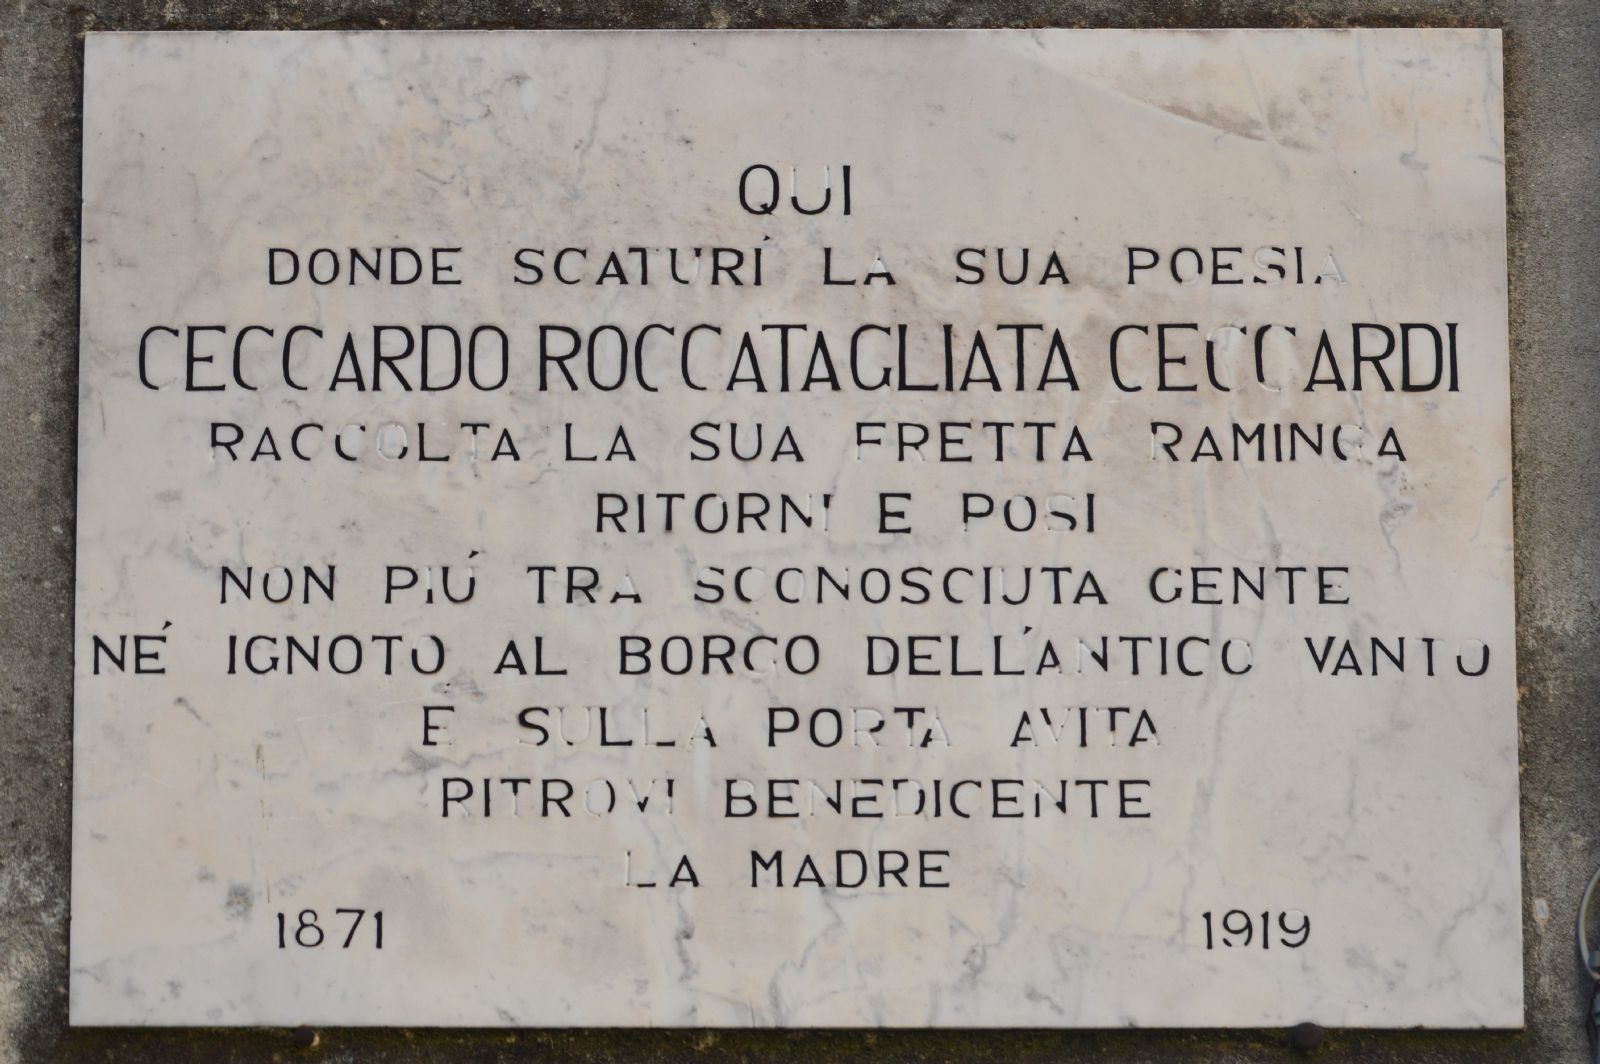 QUI
DONDE SCATURÍ LA SUA POESIA
CECCARDO ROCCATAGLIATA CECCARDI
RACCOLTA LA SUA FRETTA RAMINGA
RITORNI E POSI
NON PIÚ TRA SCONOSCIUTA GENTE
NÉ IGNOTO AL BORGO DELL'ANTICO VANTO
E SULLA PORTA AVITA
RITROVI BENEDICENTE
LA MADRE
1871 1919